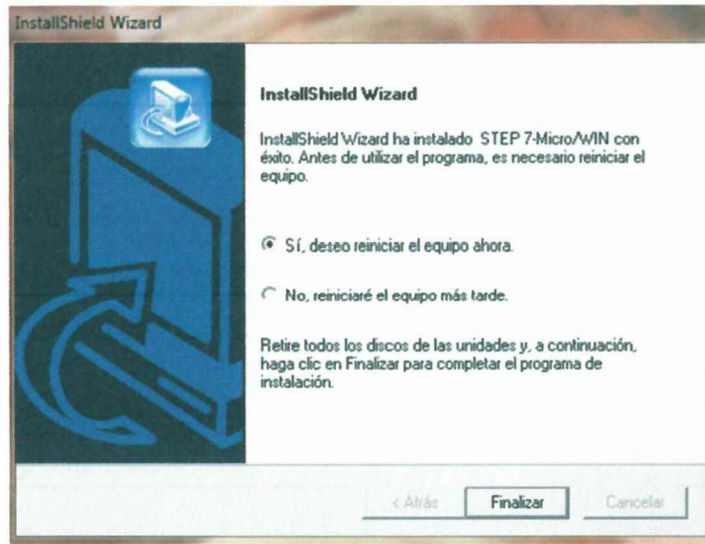 InstallShield Wizard
InstallShield Wizard
InstallShield Wizard ha instalado STEP 7-Micro/WIN con
éxito. Antes de utilizar el programa, es necesario reiniciar el
equipo.
Sí, deseo reiniciar el equipo ahora.
No, reiniciaré el equipo más tarde.
Retire todos los discos de las unidades y, a continuación,
haga clic en Finalizar para completar el programa de
instalación.
< Atrás
Finalizar
Cancelar